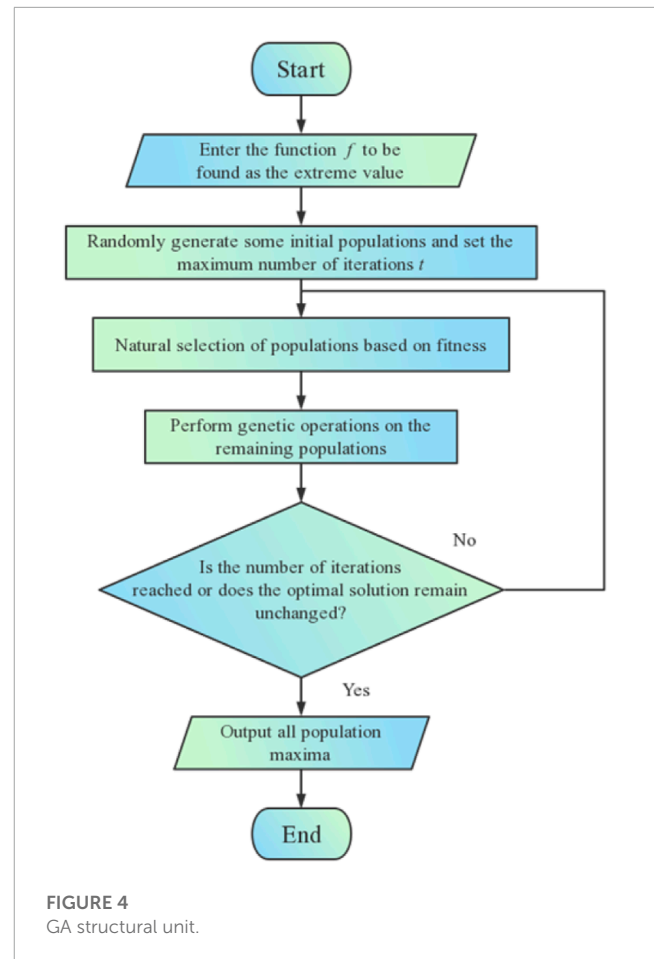 Start
Enter the function f to be
found as the extreme value
Randomly generate some initial populations and set the
maximum number of iterations t
Natural selection of populations based on fitness
Perform genetic operations on the
remaining populations
No
Is the number of iterations
reached or does the optimal solution remain
unchanged?
Yes
Output all population
maxima
End
FIGURE 4
GA structural unit.